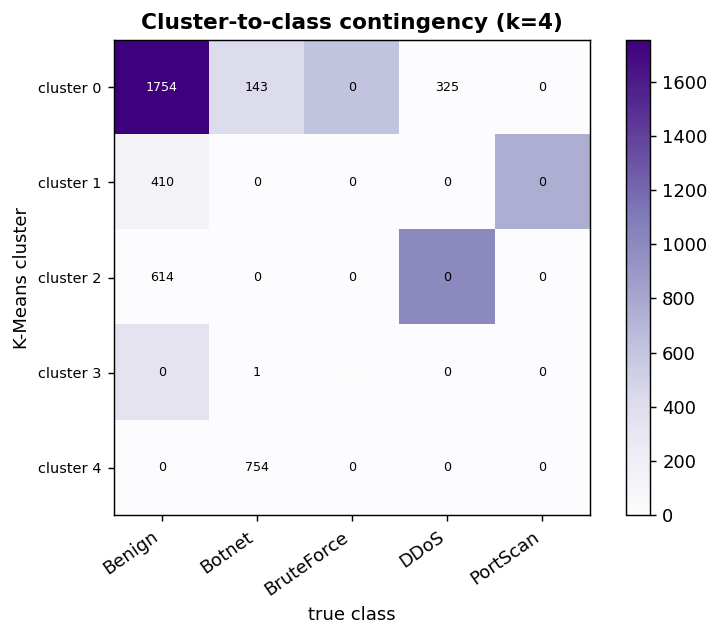 Cluster-to-class contingency (k=4)
cluster 0 1754 143 0 325 0
cluster 1 410 0 0 0 0
cluster 2 614 0 0 0 0
cluster 3 0 1 0 0
cluster 4 0 754 0 0 0
Benign Botnet BruteForce DDoS PortScan
true class
K-Means cluster
1600
1400
1200
1000
800
600
400
200
0